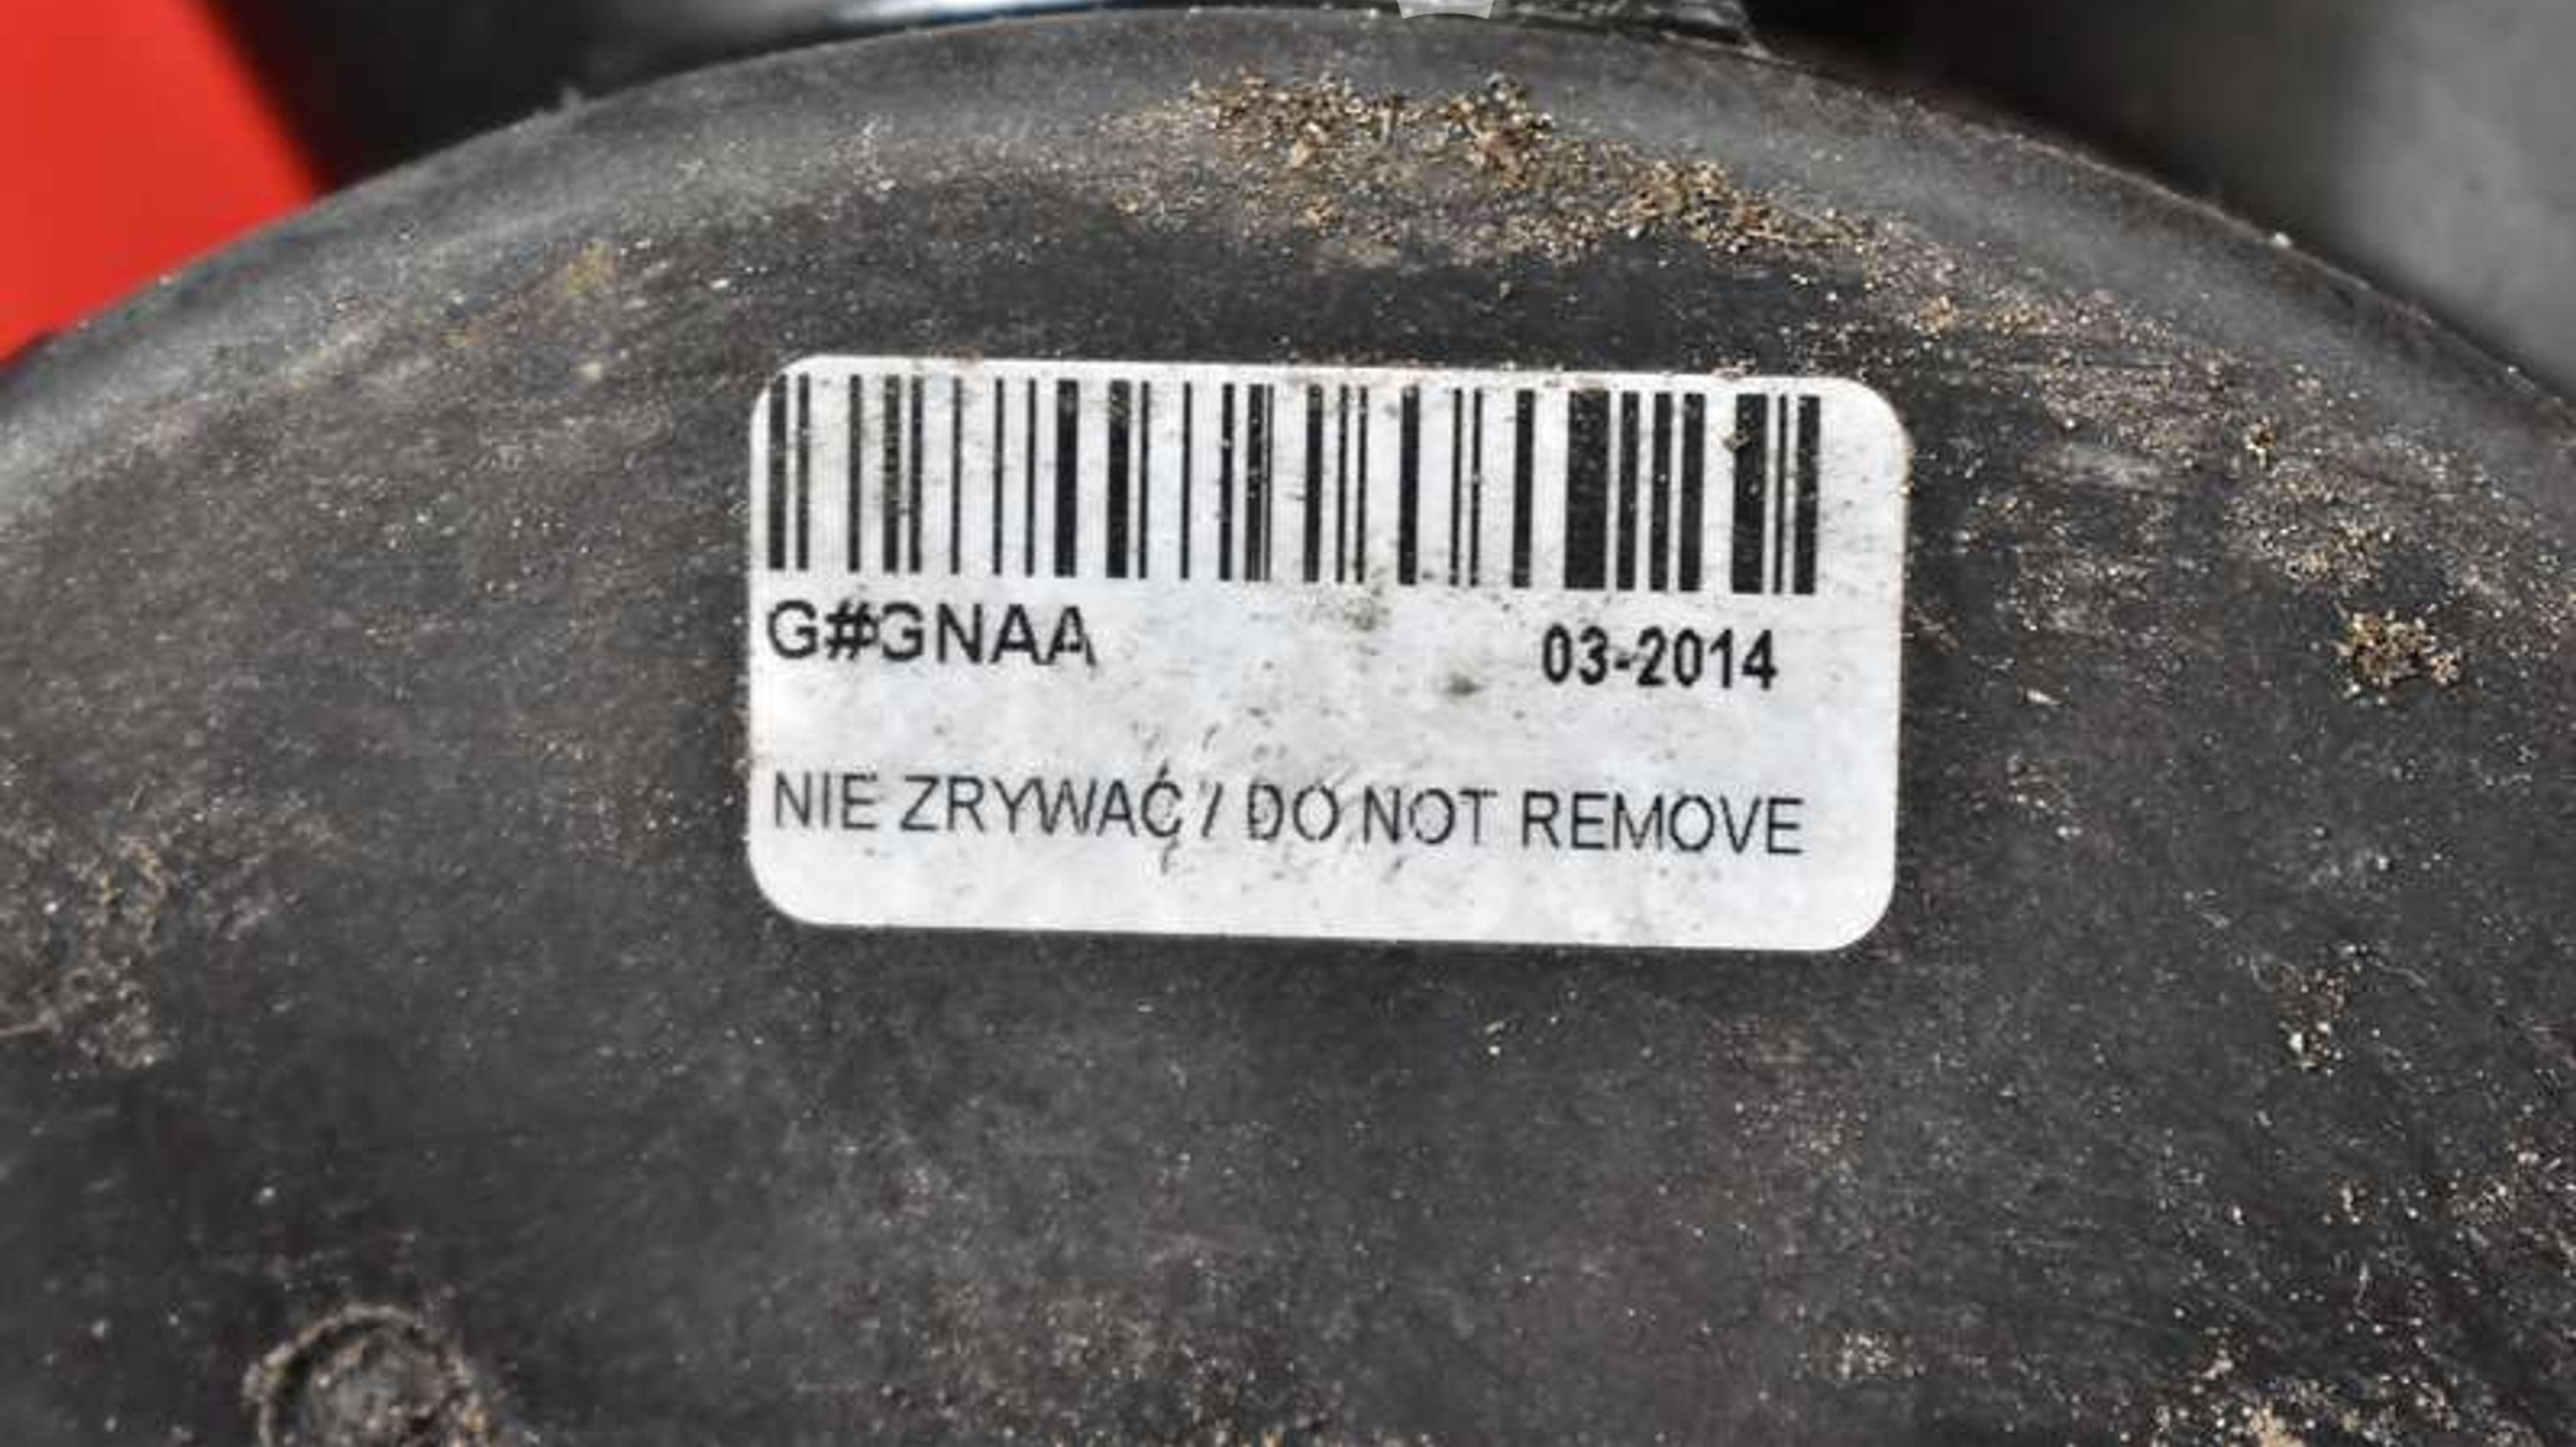 G#GNAA 03-2014
NIE ZRYWAĆ / DO NOT REMOVE